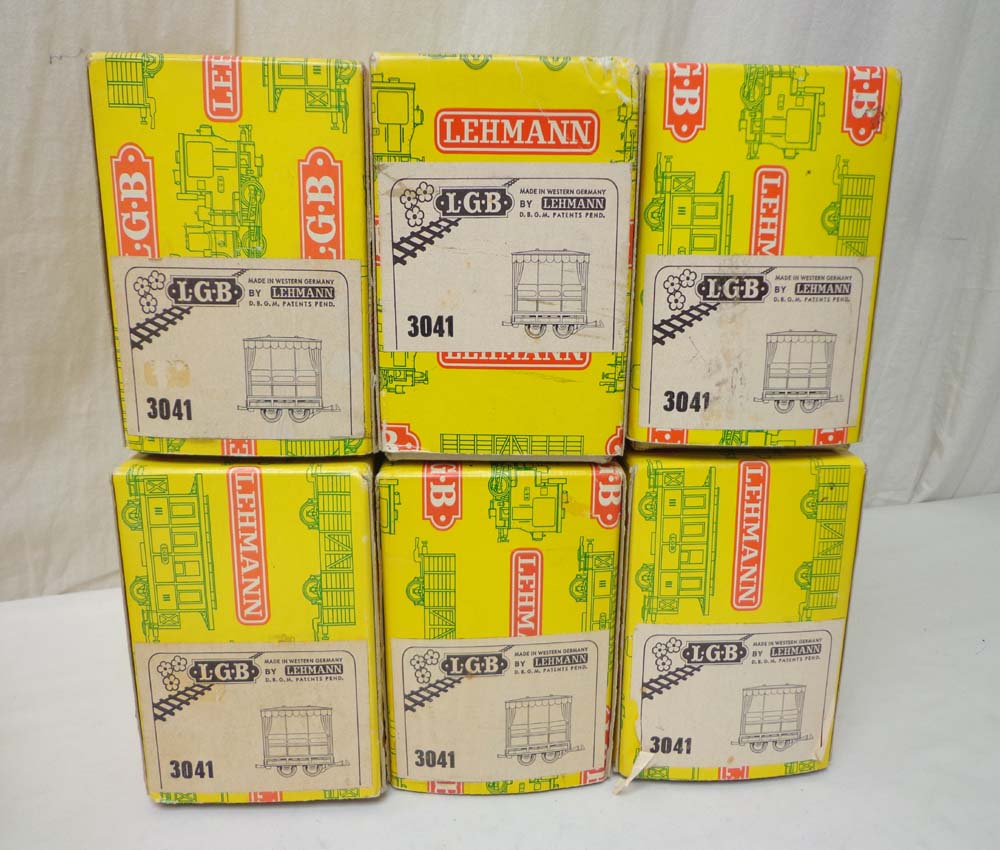 LEH
L·G·B
L·G·B
L·G·B
MADE IN WESTERN GERMANY
BY LEHMANN
D.B.G.M. PATENTS PEND.
3041
LEHMANN
L·G·B
MADE IN WESTERN GERMANY
BY LEHMANN
D.B.G.M. PATENTS PEND.
3041
LEHMANN
G·B
G·B
LEHMA
L·G·B
MADE IN WESTERN GERMANY
BY LEHMANN
D.B.G.M. PATENTS PEND.
3041
LEHMANN
L·G·B
MADE IN WESTERN GERMANY
BY LEHMANN
D.B.G.M. PATENTS PEND.
3041
G·B
LEHM
L·G·B
MADE IN WESTERN GERMANY
BY LEHMANN
D.B.G.M. PATENTS PEND.
3041
LEHMANN
L·G·B
MADE IN WESTERN GERMANY
BY LEHMANN
D.B.G.M. PATENTS PEND.
3041